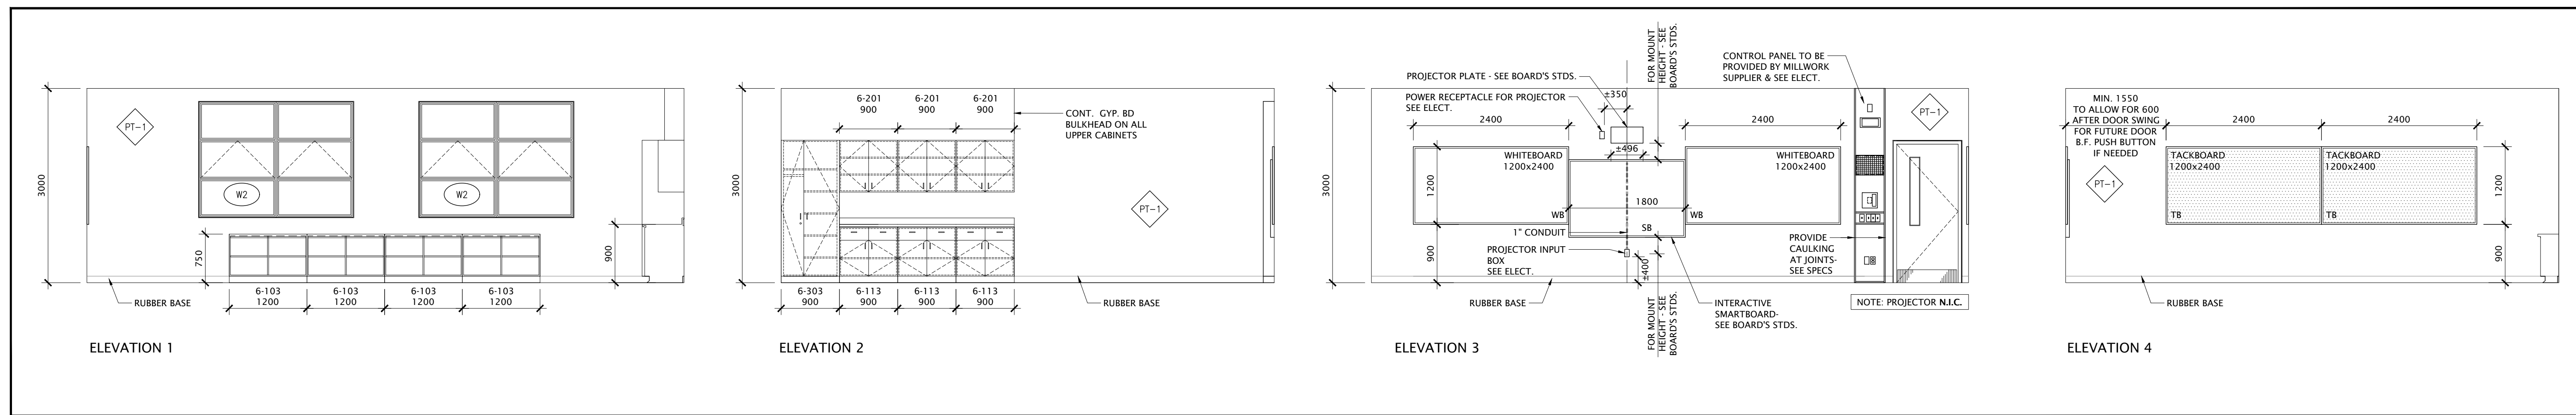 3000
PT-1
W2
W2
750
900
6-103
1200
6-103
1200
6-103
1200
6-103
1200
RUBBER BASE
ELEVATION 1
3000
6-201
900
6-201
900
6-201
900
CONT. GYP. BD
BULKHEAD ON ALL
UPPER CABINETS
PT-1
6-303
900
6-113
900
6-113
900
6-113
900
RUBBER BASE
ELEVATION 2
3000
FOR MOUNT
HEIGHT - SEE
BOARD'S STDS.
PROJECTOR PLATE - SEE BOARD'S STDS.
POWER RECEPTACLE FOR PROJECTOR
SEE ELECT.
±350
CONTROL PANEL TO BE
PROVIDED BY MILLWORK
SUPPLIER & SEE ELECT.
PT-1
2400
2400
±496
WHITEBOARD
1200x2400
WHITEBOARD
1200x2400
1200
1800
WB
WB
SB
1" CONDUIT
PROJECTOR INPUT
BOX
SEE ELECT.
900
±400
PROVIDE
CAULKING
AT JOINTS-
SEE SPECS
RUBBER BASE
FOR MOUNT
HEIGHT - SEE
BOARD'S STDS.
INTERACTIVE
SMARTBOARD-
SEE BOARD'S STDS.
NOTE: PROJECTOR N.I.C.
ELEVATION 3
MIN. 1550
TO ALLOW FOR 600
AFTER DOOR SWING
FOR FUTURE DOOR
B.F. PUSH BUTTON
IF NEEDED
PT-1
2400
2400
TACKBOARD
1200x2400
TACKBOARD
1200x2400
TB
TB
1200
900
RUBBER BASE
ELEVATION 4